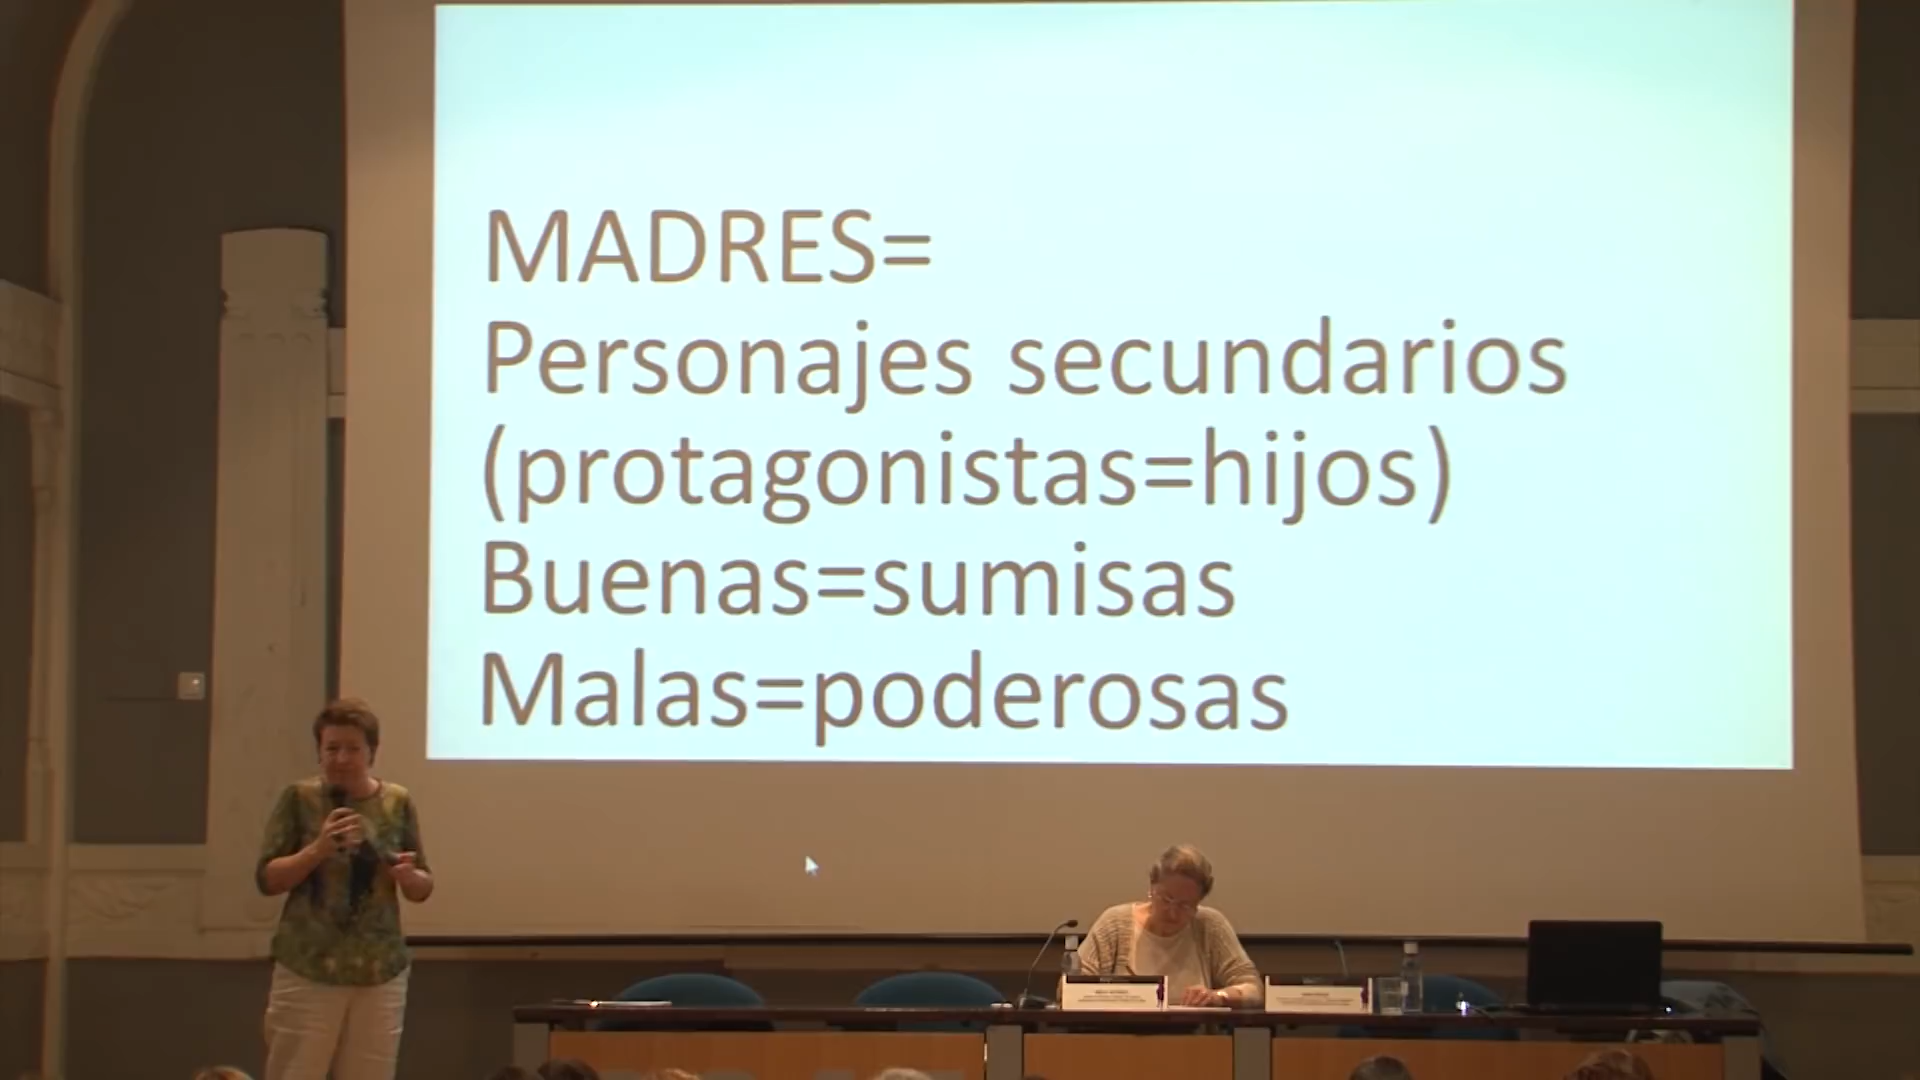 MADRES=
Personajes secundarios
(protagonistas=hijos)
Buenas=sumisas
Malas=poderosas